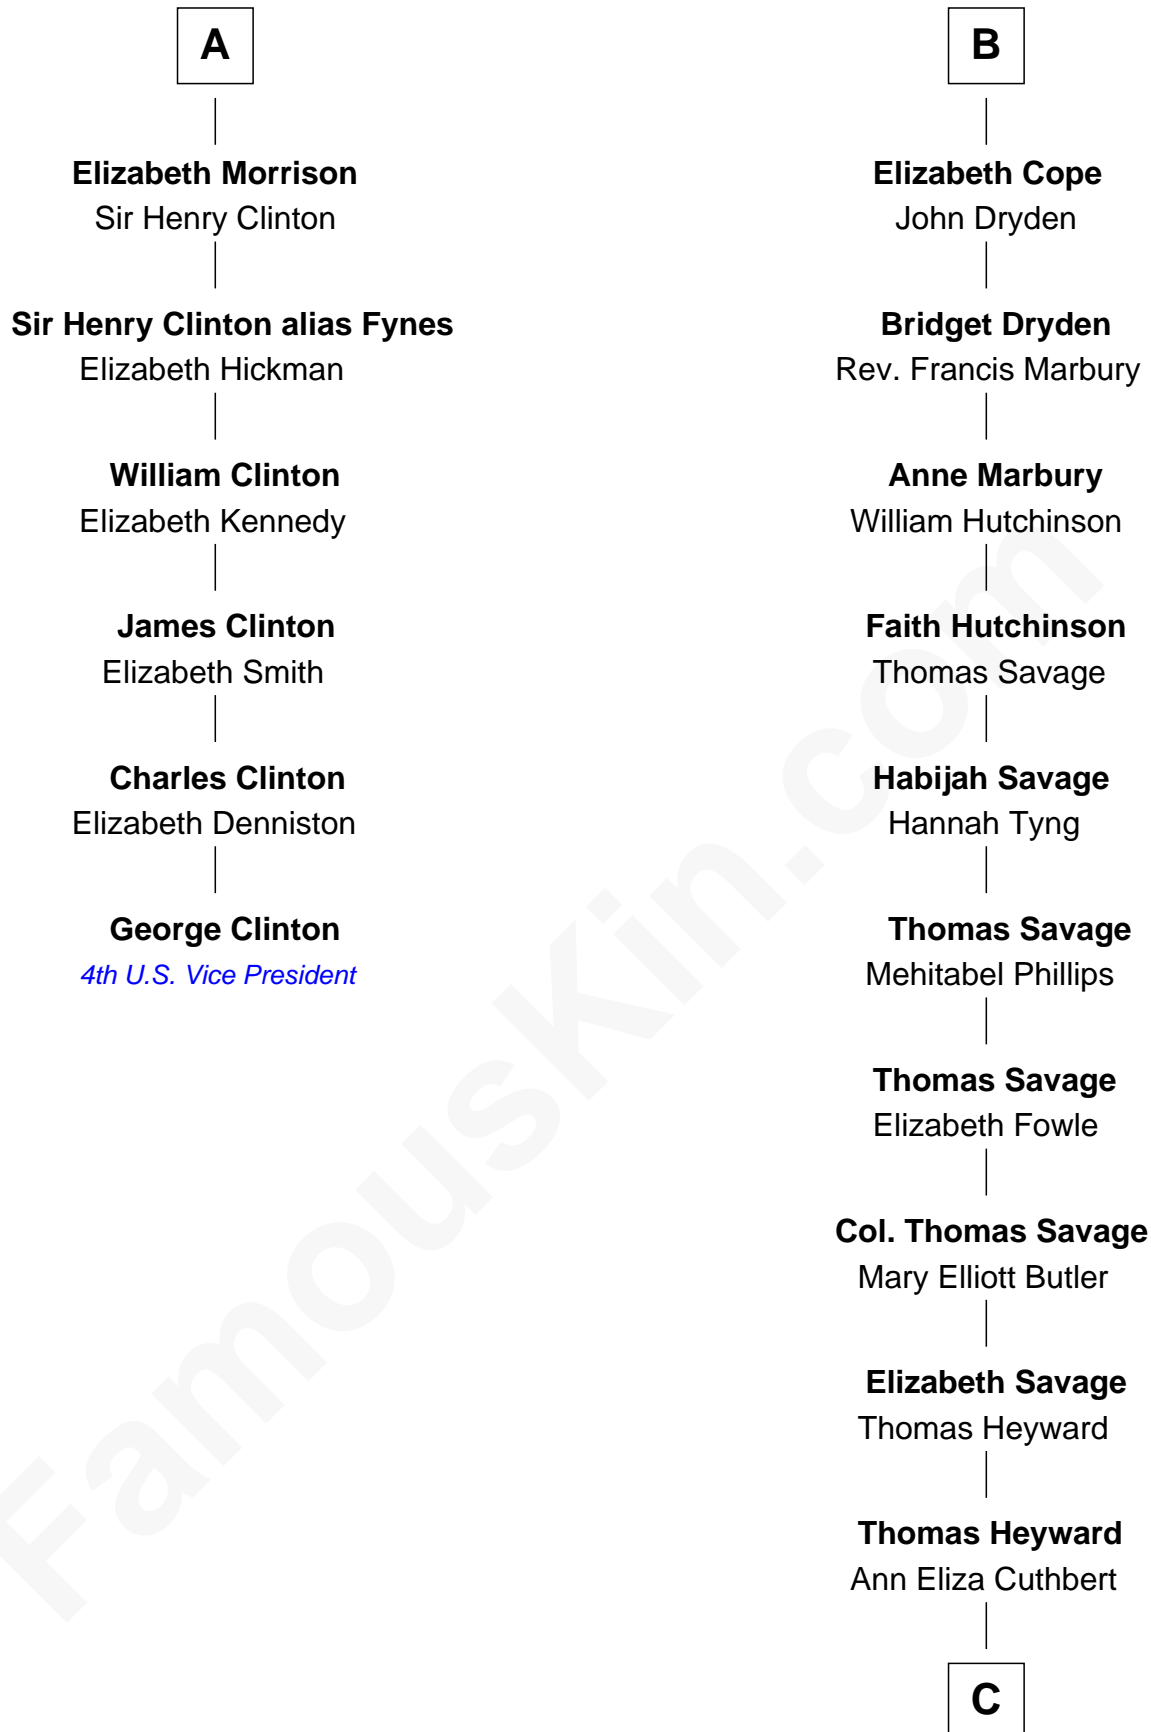 A
Elizabeth Morrison
Sir Henry Clinton
Sir Henry Clinton alias Fynes
Elizabeth Hickman
William Clinton
Elizabeth Kennedy
James Clinton
Elizabeth Smith
Charles Clinton
Elizabeth Denniston
George Clinton
4th U.S. Vice President
B
Elizabeth Cope
John Dryden
Bridget Dryden
Rev. Francis Marbury
Anne Marbury
William Hutchinson
Faith Hutchinson
Thomas Savage
Habijah Savage
Hannah Tyng
Thomas Savage
Mehitabel Phillips
Thomas Savage
Elizabeth Fowle
Col. Thomas Savage
Mary Elliott Butler
Elizabeth Savage
Thomas Heyward
Thomas Heyward
Ann Eliza Cuthbert
C
FamousKin.com